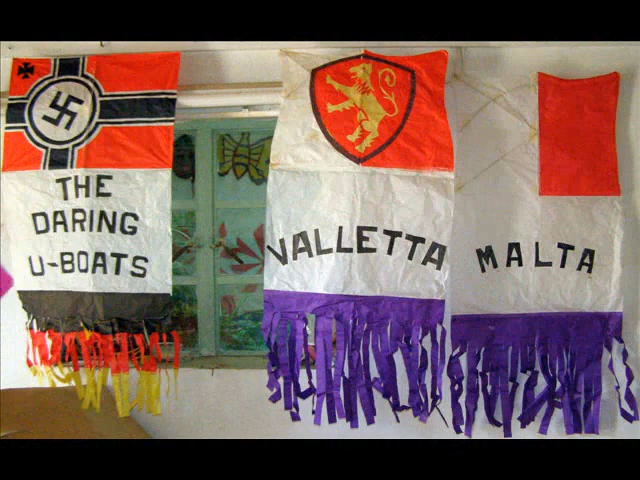 THE
DARING
U-BOATS
VALLETTA
MALTA